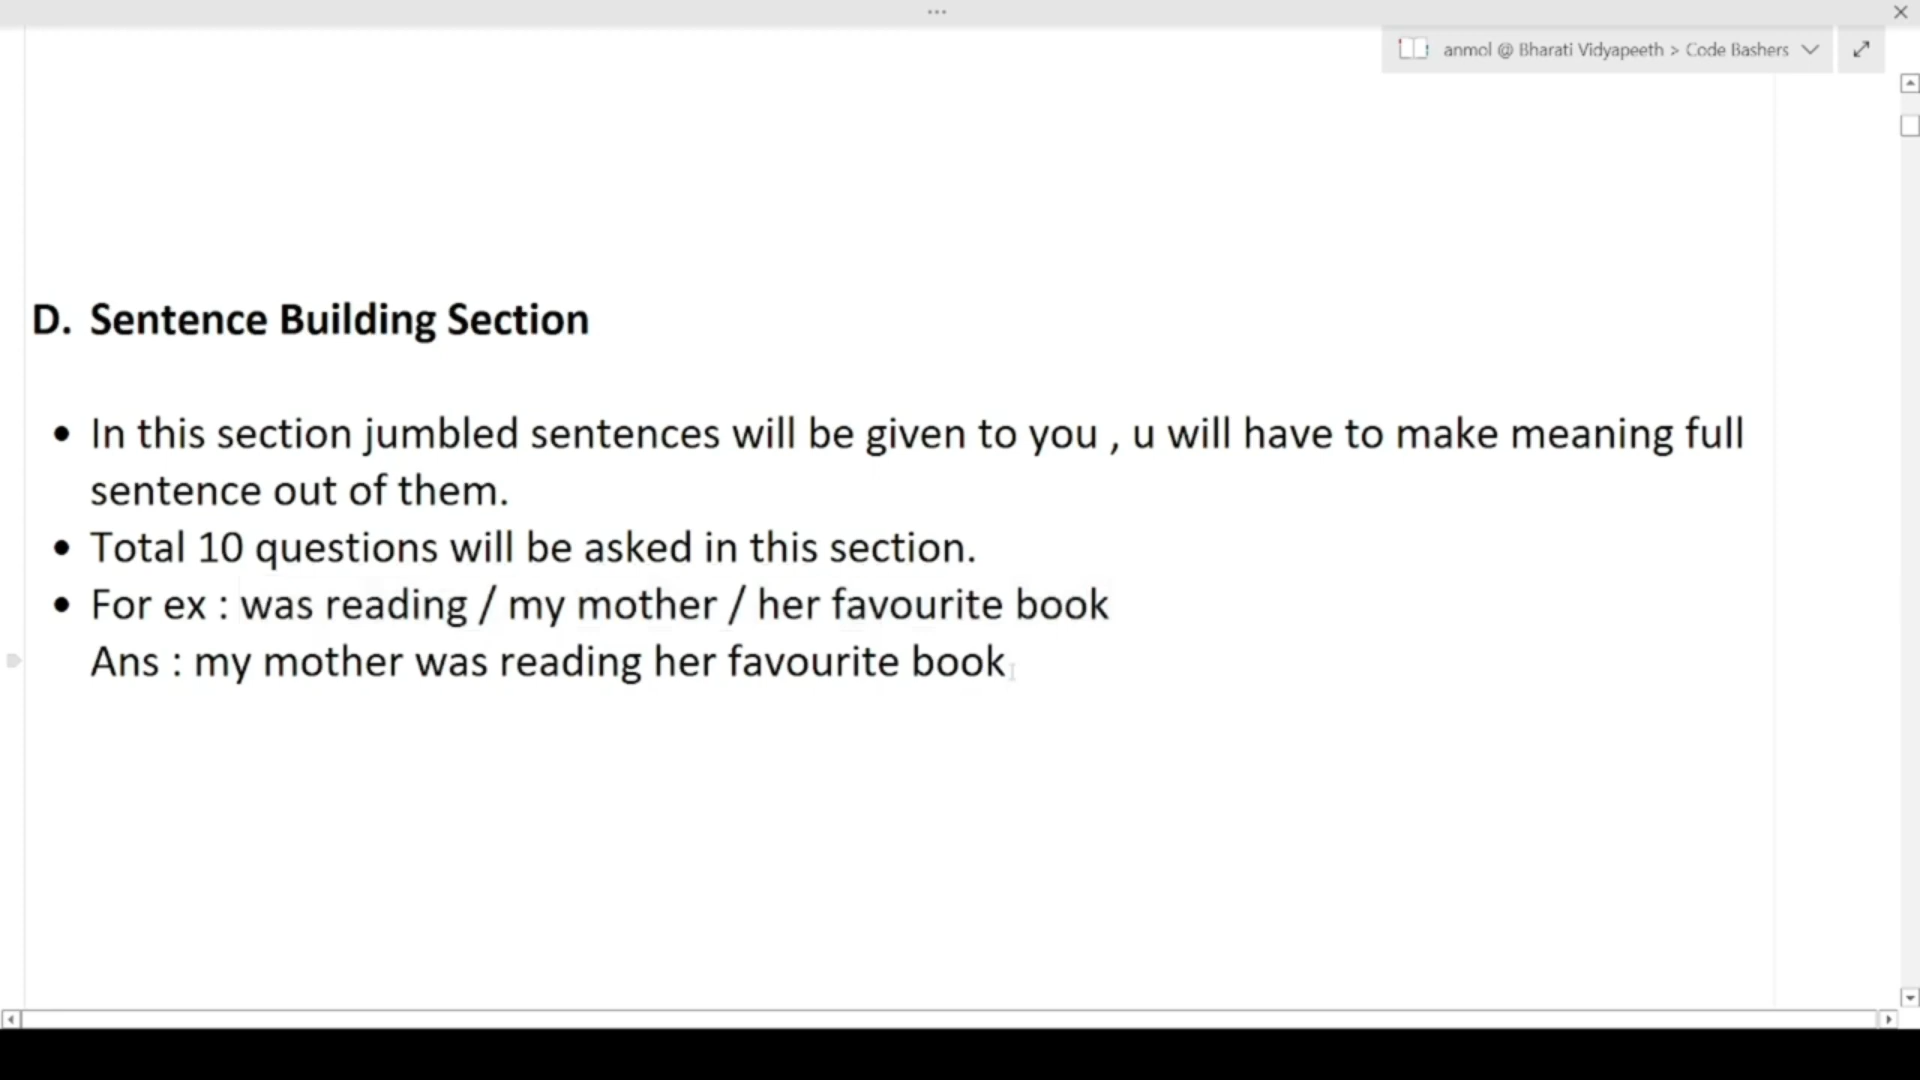 anmol @ Bharati Vidyapeeth > Code Bashers
D. Sentence Building Section
• In this section jumbled sentences will be given to you , u will have to make meaning full
sentence out of them.
• Total 10 questions will be asked in this section.
• For ex : was reading / my mother / her favourite book
Ans : my mother was reading her favourite book